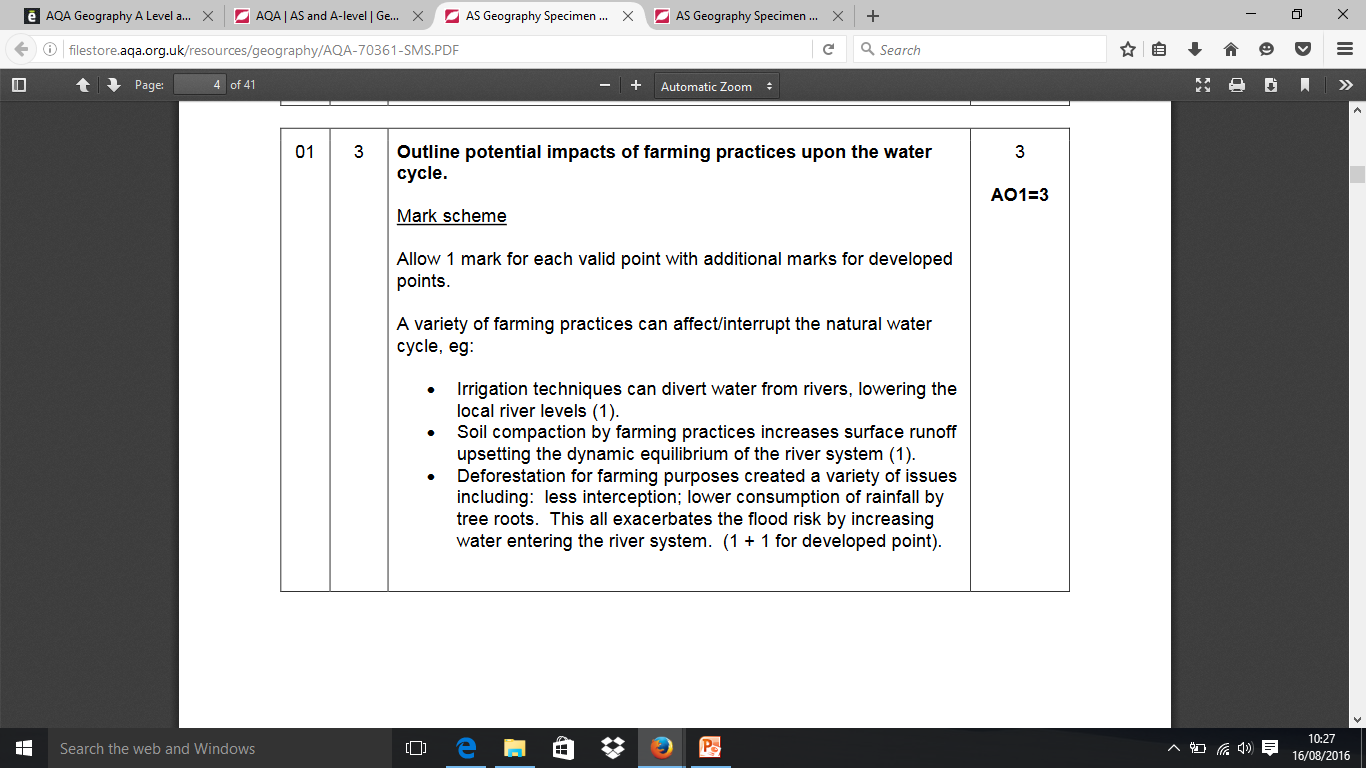 AQA Geography A Level a...
AQA | AS and A-level | Ge...
AS Geography Specimen ...
AS Geography Specimen ...
filestore.aqa.org.uk/resources/geography/AQA-70361-SMS.PDF
Search
Page: 4 of 41
Automatic Zoom
01 3 Outline potential impacts of farming practices upon the water 3
cycle.
AO1=3
Mark scheme
Allow 1 mark for each valid point with additional marks for developed
points.
A variety of farming practices can affect/interrupt the natural water
cycle, eg:
• Irrigation techniques can divert water from rivers, lowering the
local river levels (1).
• Soil compaction by farming practices increases surface runoff
upsetting the dynamic equilibrium of the river system (1).
• Deforestation for farming purposes created a variety of issues
including: less interception; lower consumption of rainfall by
tree roots. This all exacerbates the flood risk by increasing
water entering the river system. (1 + 1 for developed point).
Search the web and Windows
10:27
16/08/2016